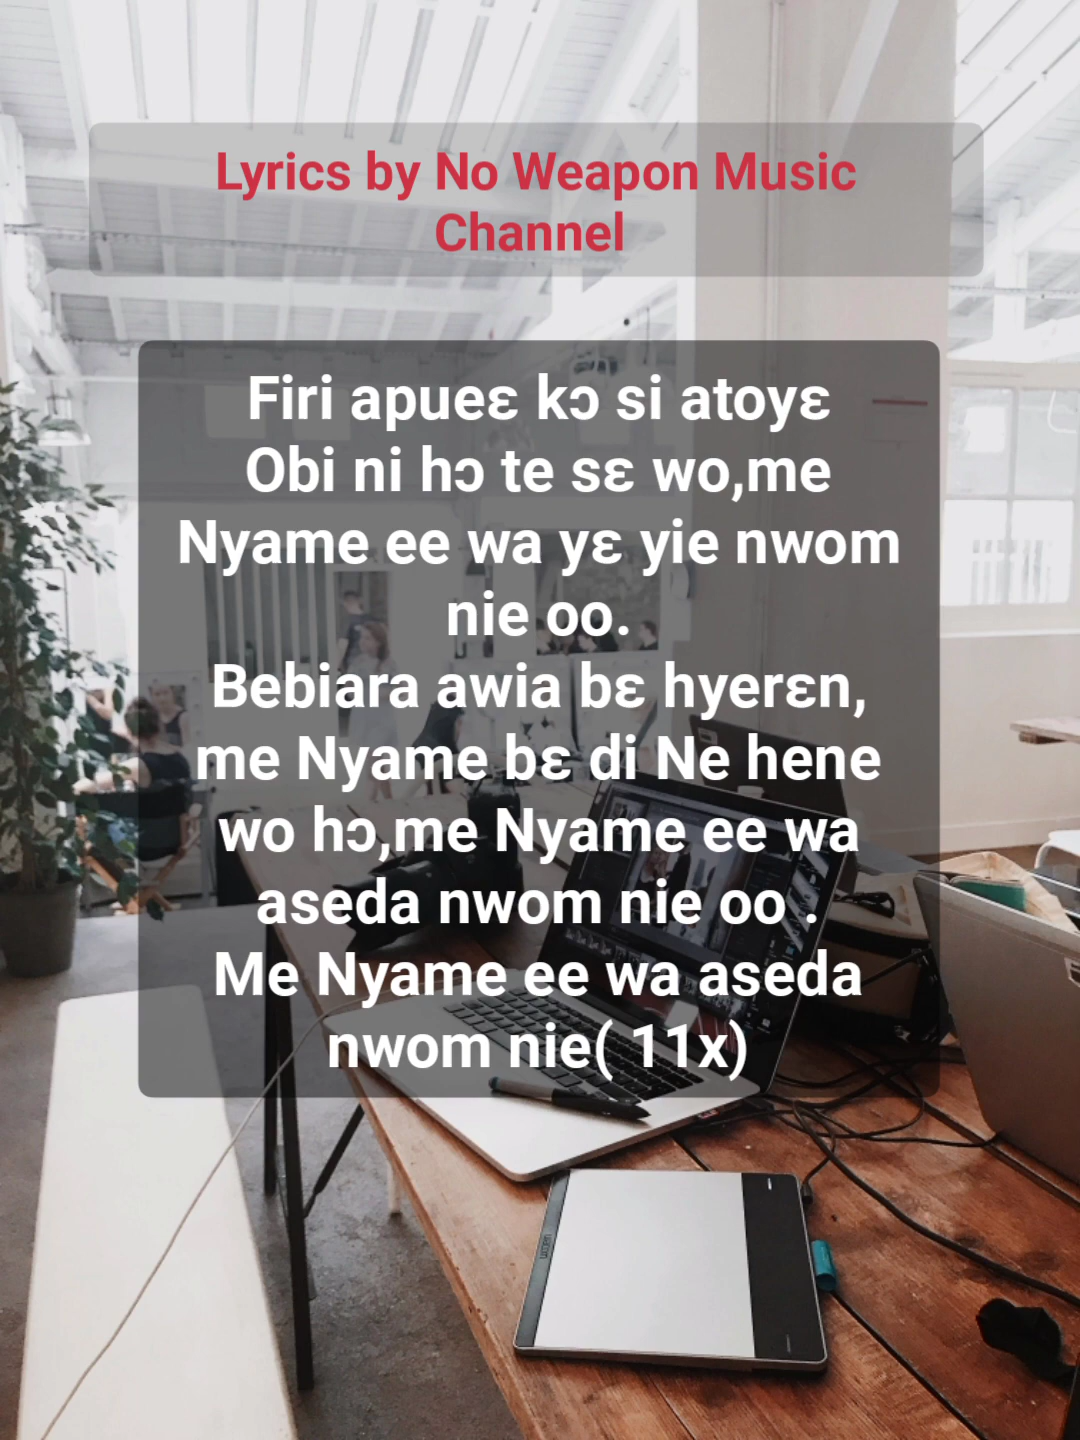 Lyrics by No Weapon Music
Channel
Firi apueɛ kɔ si atoyɛ
Obi ni hɔ te sɛ wo,me
Nyame ee wa yɛ yie nwom
nie oo.
Bebiara awia bɛ hyerɛn,
me Nyame bɛ di Ne hene
wo hɔ,me Nyame ee wa
aseda nwom nie oo .
Me Nyame ee wa aseda
nwom nie( 11x)